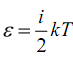 ε = i/2 kT